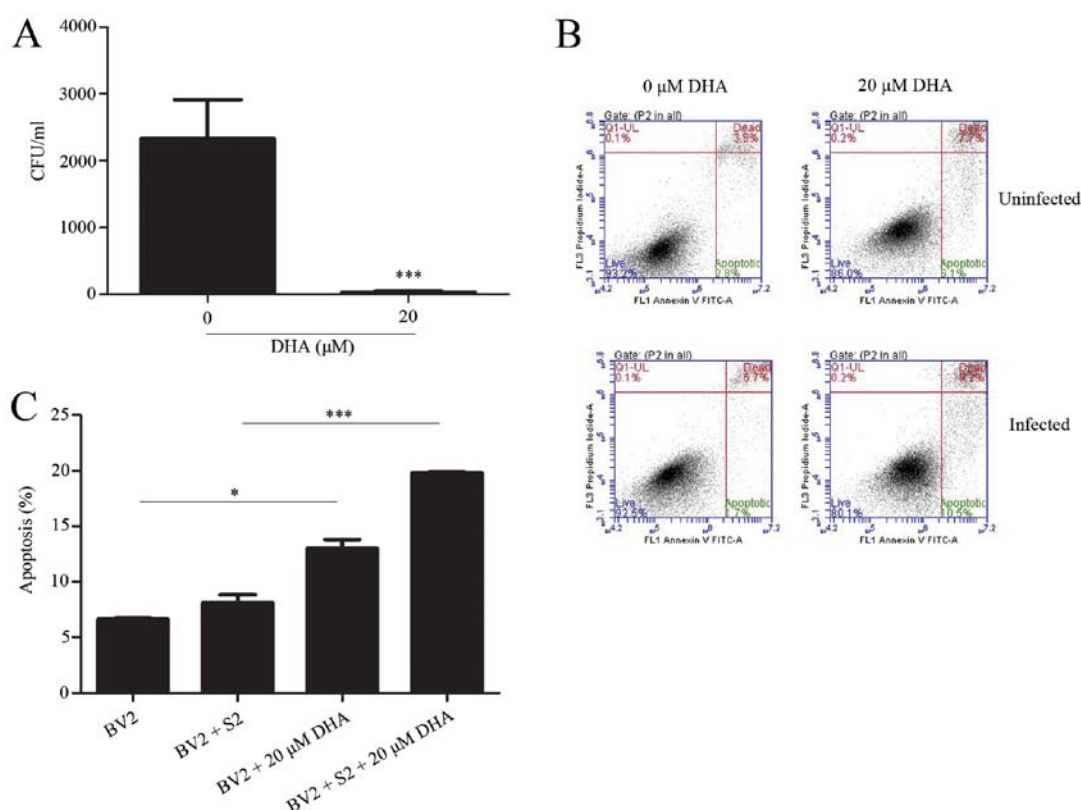 A
4000
3000
2000
1000
0
CFU/ml
***
0
20
DHA (μM)
B
0 μM DHA
20 μM DHA
Gate: (P2 in all)
Q1-UL
0.1%
Dead
3.9%
Live
93.2%
Apoptotic
2.8%
FL3 Propidium Iodide-A
FL1 Annexin V FITC-A
Gate: (P2 in all)
Q1-UL
0.2%
Dead
7.7%
Live
86.0%
Apoptotic
6.1%
FL3 Propidium Iodide-A
FL1 Annexin V FITC-A
Uninfected
Gate: (P2 in all)
Q1-UL
0.1%
Dead
5.7%
Live
92.5%
Apoptotic
1.7%
FL3 Propidium Iodide-A
FL1 Annexin V FITC-A
Gate: (P2 in all)
Q1-UL
0.2%
Dead
Live
80.1%
Apoptotic
10.5%
FL3 Propidium Iodide-A
FL1 Annexin V FITC-A
Infected
C
25
20
15
10
5
0
Apoptosis (%)
***
*
BV2
BV2 + S2
BV2 + 20 μM DHA
BV2 + S2 + 20 μM DHA